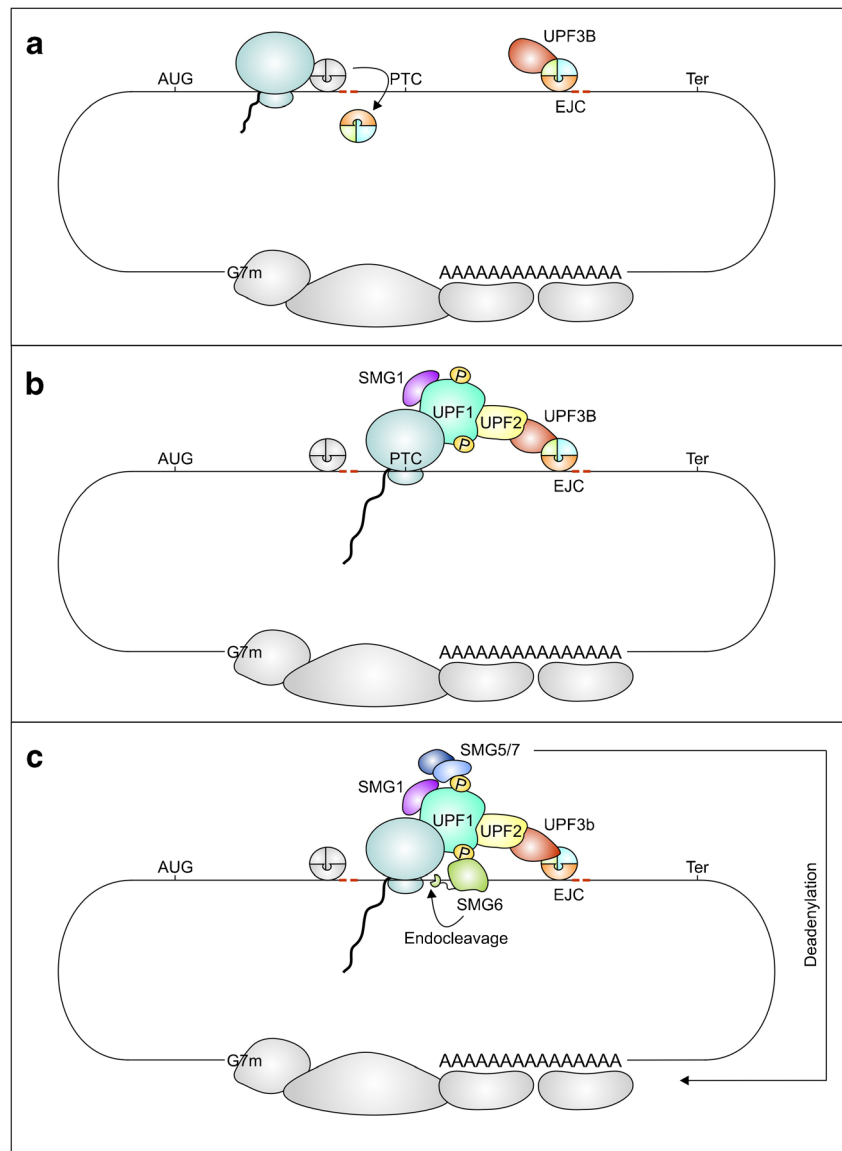 a
UPF3B
AUG
PTC
Ter
EJC
G7m
AAAAAAAAAAAAAAA
b
SMG1
P
UPF1
UPF2
UPF3B
P
AUG
PTC
Ter
EJC
G7m
AAAAAAAAAAAAAAA
c
SMG5/7
SMG1
P
UPF1
UPF2
UPF3b
P
AUG
Ter
SMG6
EJC
Endocleavage
Deadenylation
G7m
AAAAAAAAAAAAAAA